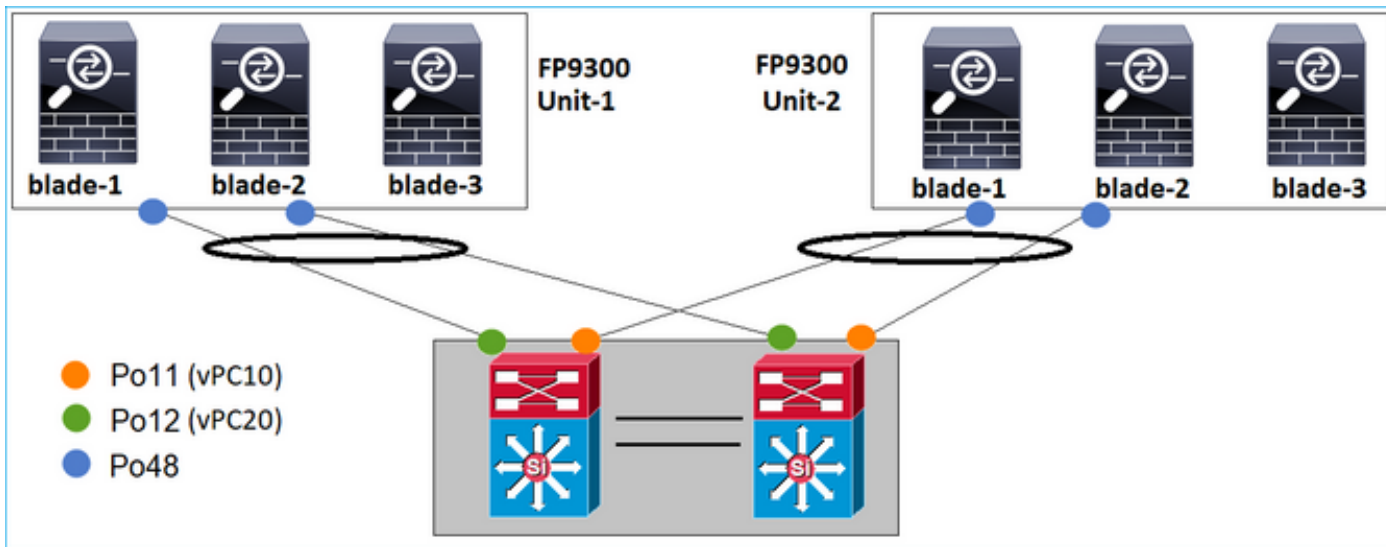 FP9300
Unit-1
FP9300
Unit-2
blade-1
blade-2
blade-3
blade-1
blade-2
blade-3
Po11 (vPC10)
Po12 (vPC20)
Po48
Si
Si